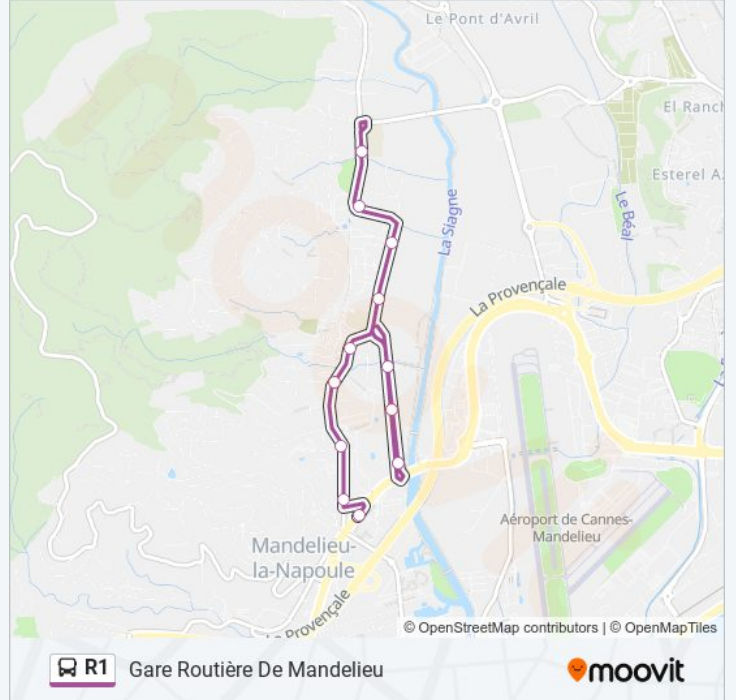 Le Pont d'Avril
El Ranch
Esterel A.
Le Béal
La Siagne
La Provençale
Aéroport de Cannes-
Mandelieu
Mandelieu-
la-Napoule
La Provençale
© OpenStreetMap contributors | © OpenMapTiles
R1 Gare Routière De Mandelieu
moovit